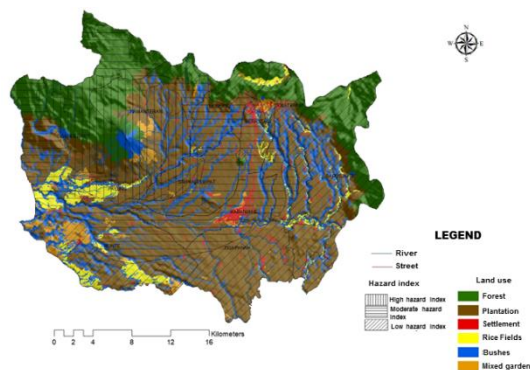 N
W E
S
LEGEND
River
Street
Hazard index
High hazard index
Moderate hazard
index
Low hazard index
Land use
Forest
Plantation
Settlement
Rice Fields
Bushes
Mixed garden
Kilometers
0 2 4 8 12 16